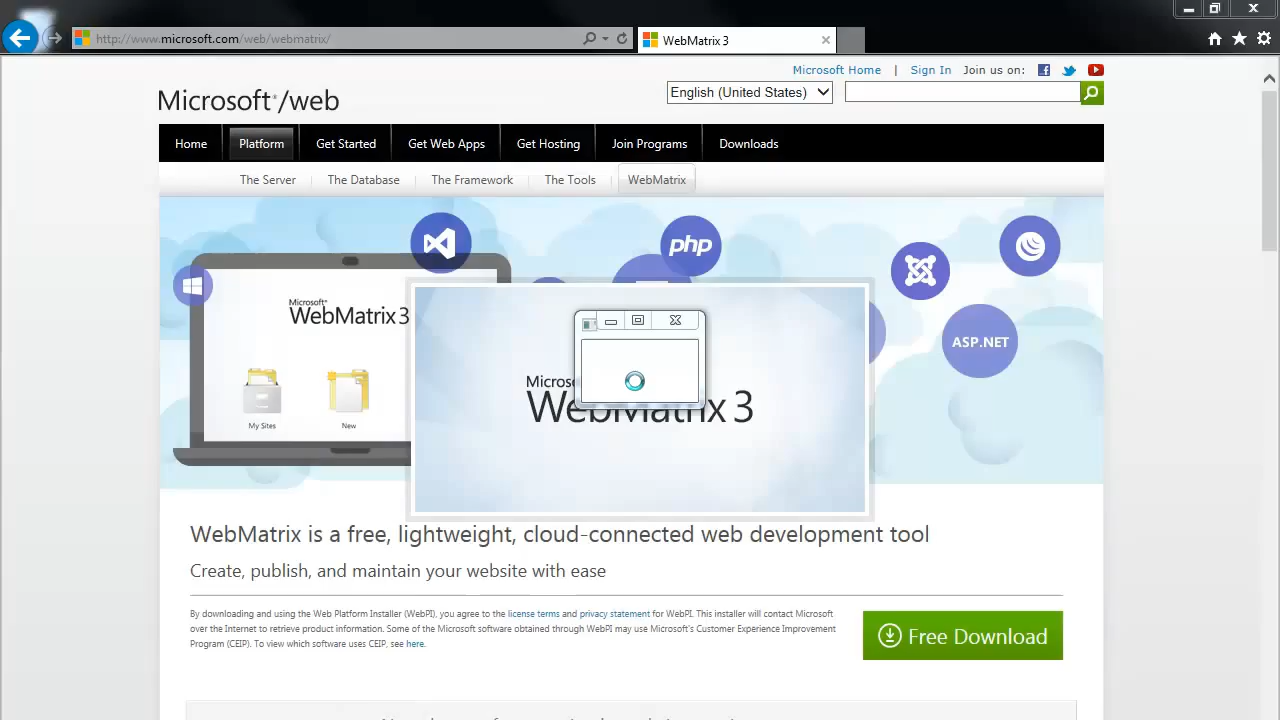 http://www.microsoft.com/web/webmatrix/
WebMatrix 3
Microsoft Home | Sign In Join us on:
Microsoft /web
English (United States)
Home Platform Get Started Get Web Apps Get Hosting Join Programs Downloads
The Server The Database The Framework The Tools WebMatrix
php
Microsoft
WebMatrix 3
ASP.NET
My Sites New
WebMatrix 3
WebMatrix is a free, lightweight, cloud-connected web development tool
Create, publish, and maintain your website with ease
By downloading and using the Web Platform Installer (WebPI), you agree to the license terms and privacy statement for WebPI. This installer will contact Microsoft
over the Internet to retrieve product information. Some of the Microsoft software obtained through WebPI may use Microsoft's Customer Experience Improvement
Program (CEIP). To view which software uses CEIP, see here.
Free Download